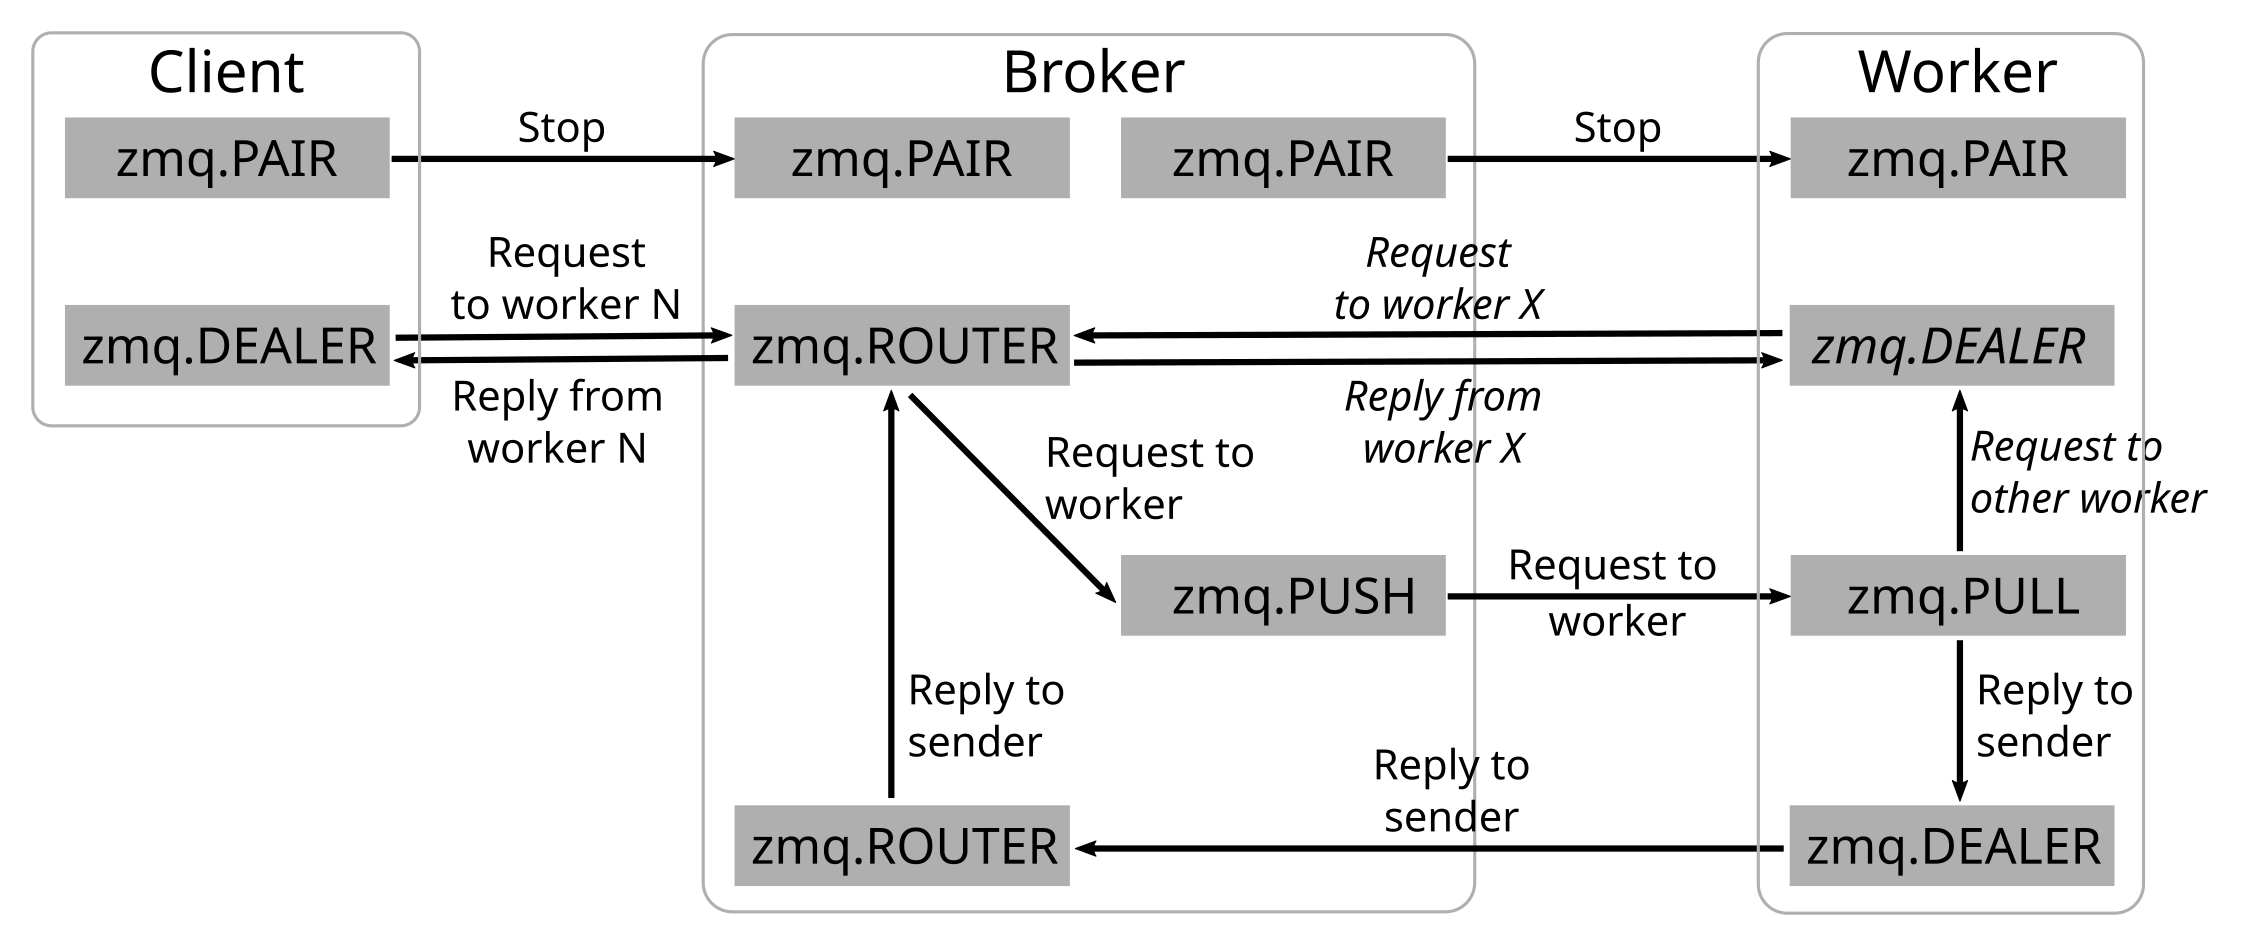 Client
Broker
Worker
Stop
Stop
zmq.PAIR
zmq.PAIR
zmq.PAIR
zmq.PAIR
Request
to worker N
Request
to worker X
zmq.DEALER
zmq.ROUTER
zmq.DEALER
Reply from
worker N
Reply from
worker X
Request to
worker
Request to
other worker
Request to
worker
zmq.PUSH
zmq.PULL
Reply to
sender
Reply to
sender
Reply to
sender
zmq.ROUTER
zmq.DEALER